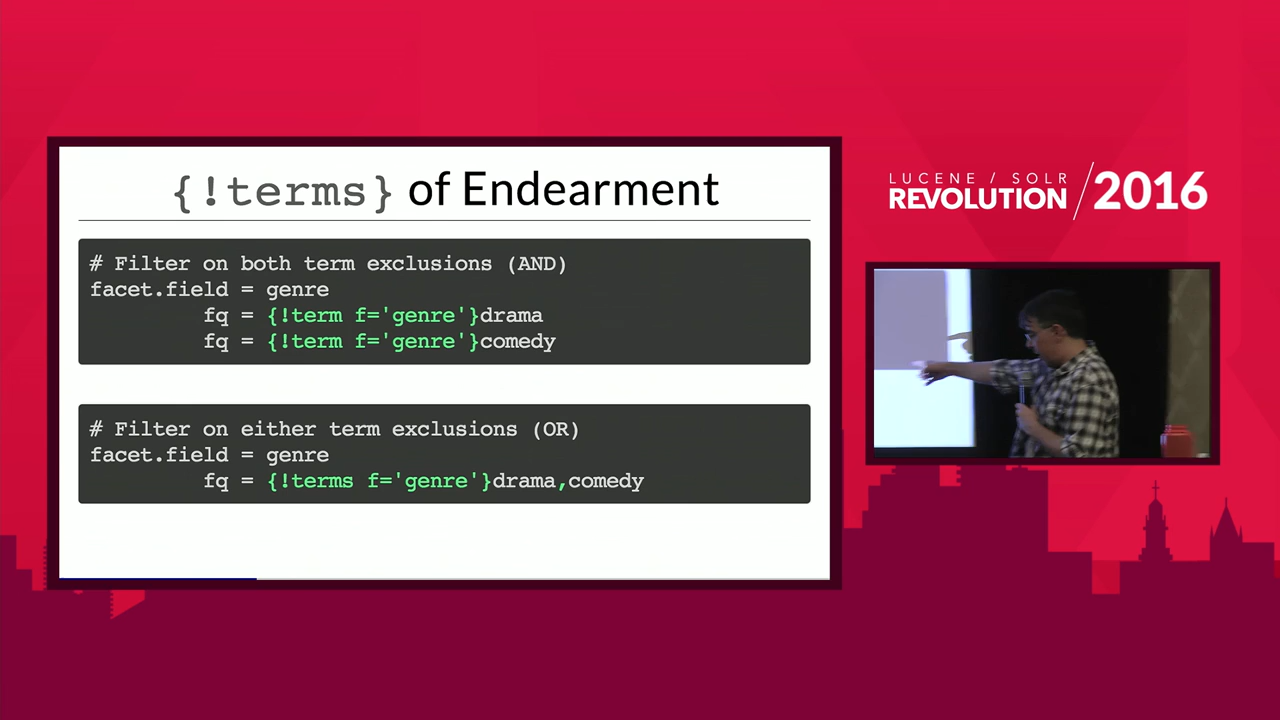 {!terms} of Endearment
# Filter on both term exclusions (AND)
facet.field = genre
fq = {!term f='genre'}drama
fq = {!term f='genre'}comedy
# Filter on either term exclusions (OR)
facet.field = genre
fq = {!terms f='genre'}drama,comedy
LUCENE / SOLR
REVOLUTION / 2016